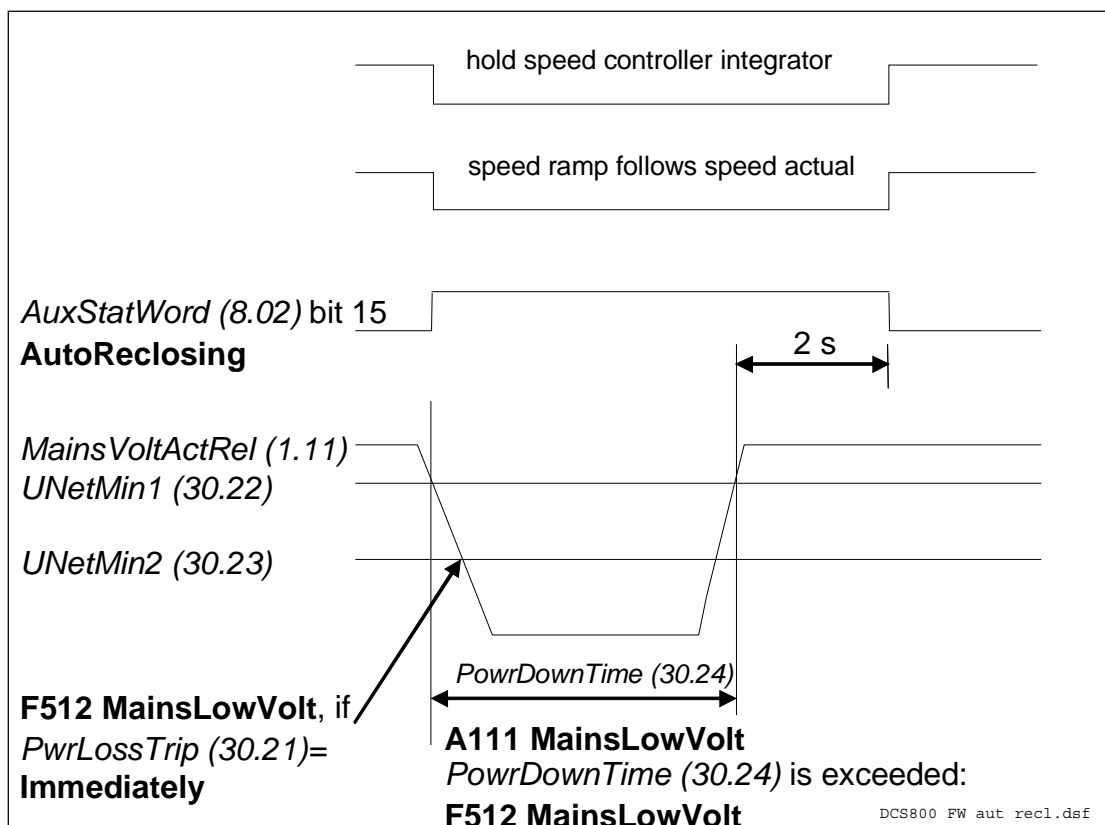 hold speed controller integrator
speed ramp follows speed actual
AuxStatWord (8.02) bit 15
AutoReclosing
2 s
MainsVoltActRel (1.11)
UNetMin1 (30.22)
UNetMin2 (30.23)
PowrDownTime (30.24)
F512 MainsLowVolt, if
PwrLossTrip (30.21)=
Immediately
A111 MainsLowVolt
PowrDownTime (30.24) is exceeded:
F512 MainsLowVolt
DCS800 FW aut recl.dsf